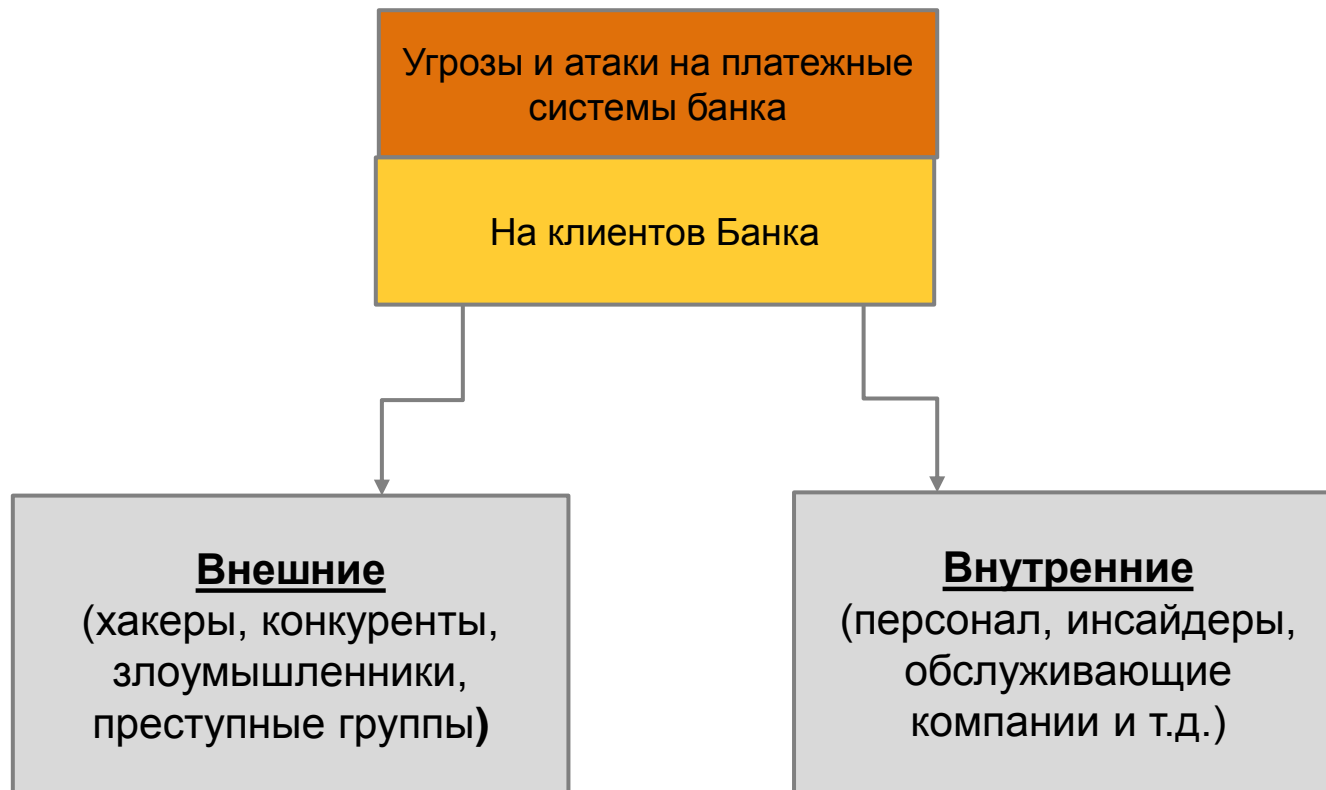 Угрозы и атаки на платежные
системы банка
На клиентов Банка
Внешние
(хакеры, конкуренты,
злоумышленники,
преступные группы)
Внутренние
(персонал, инсайдеры,
обслуживающие
компании и т.д.)